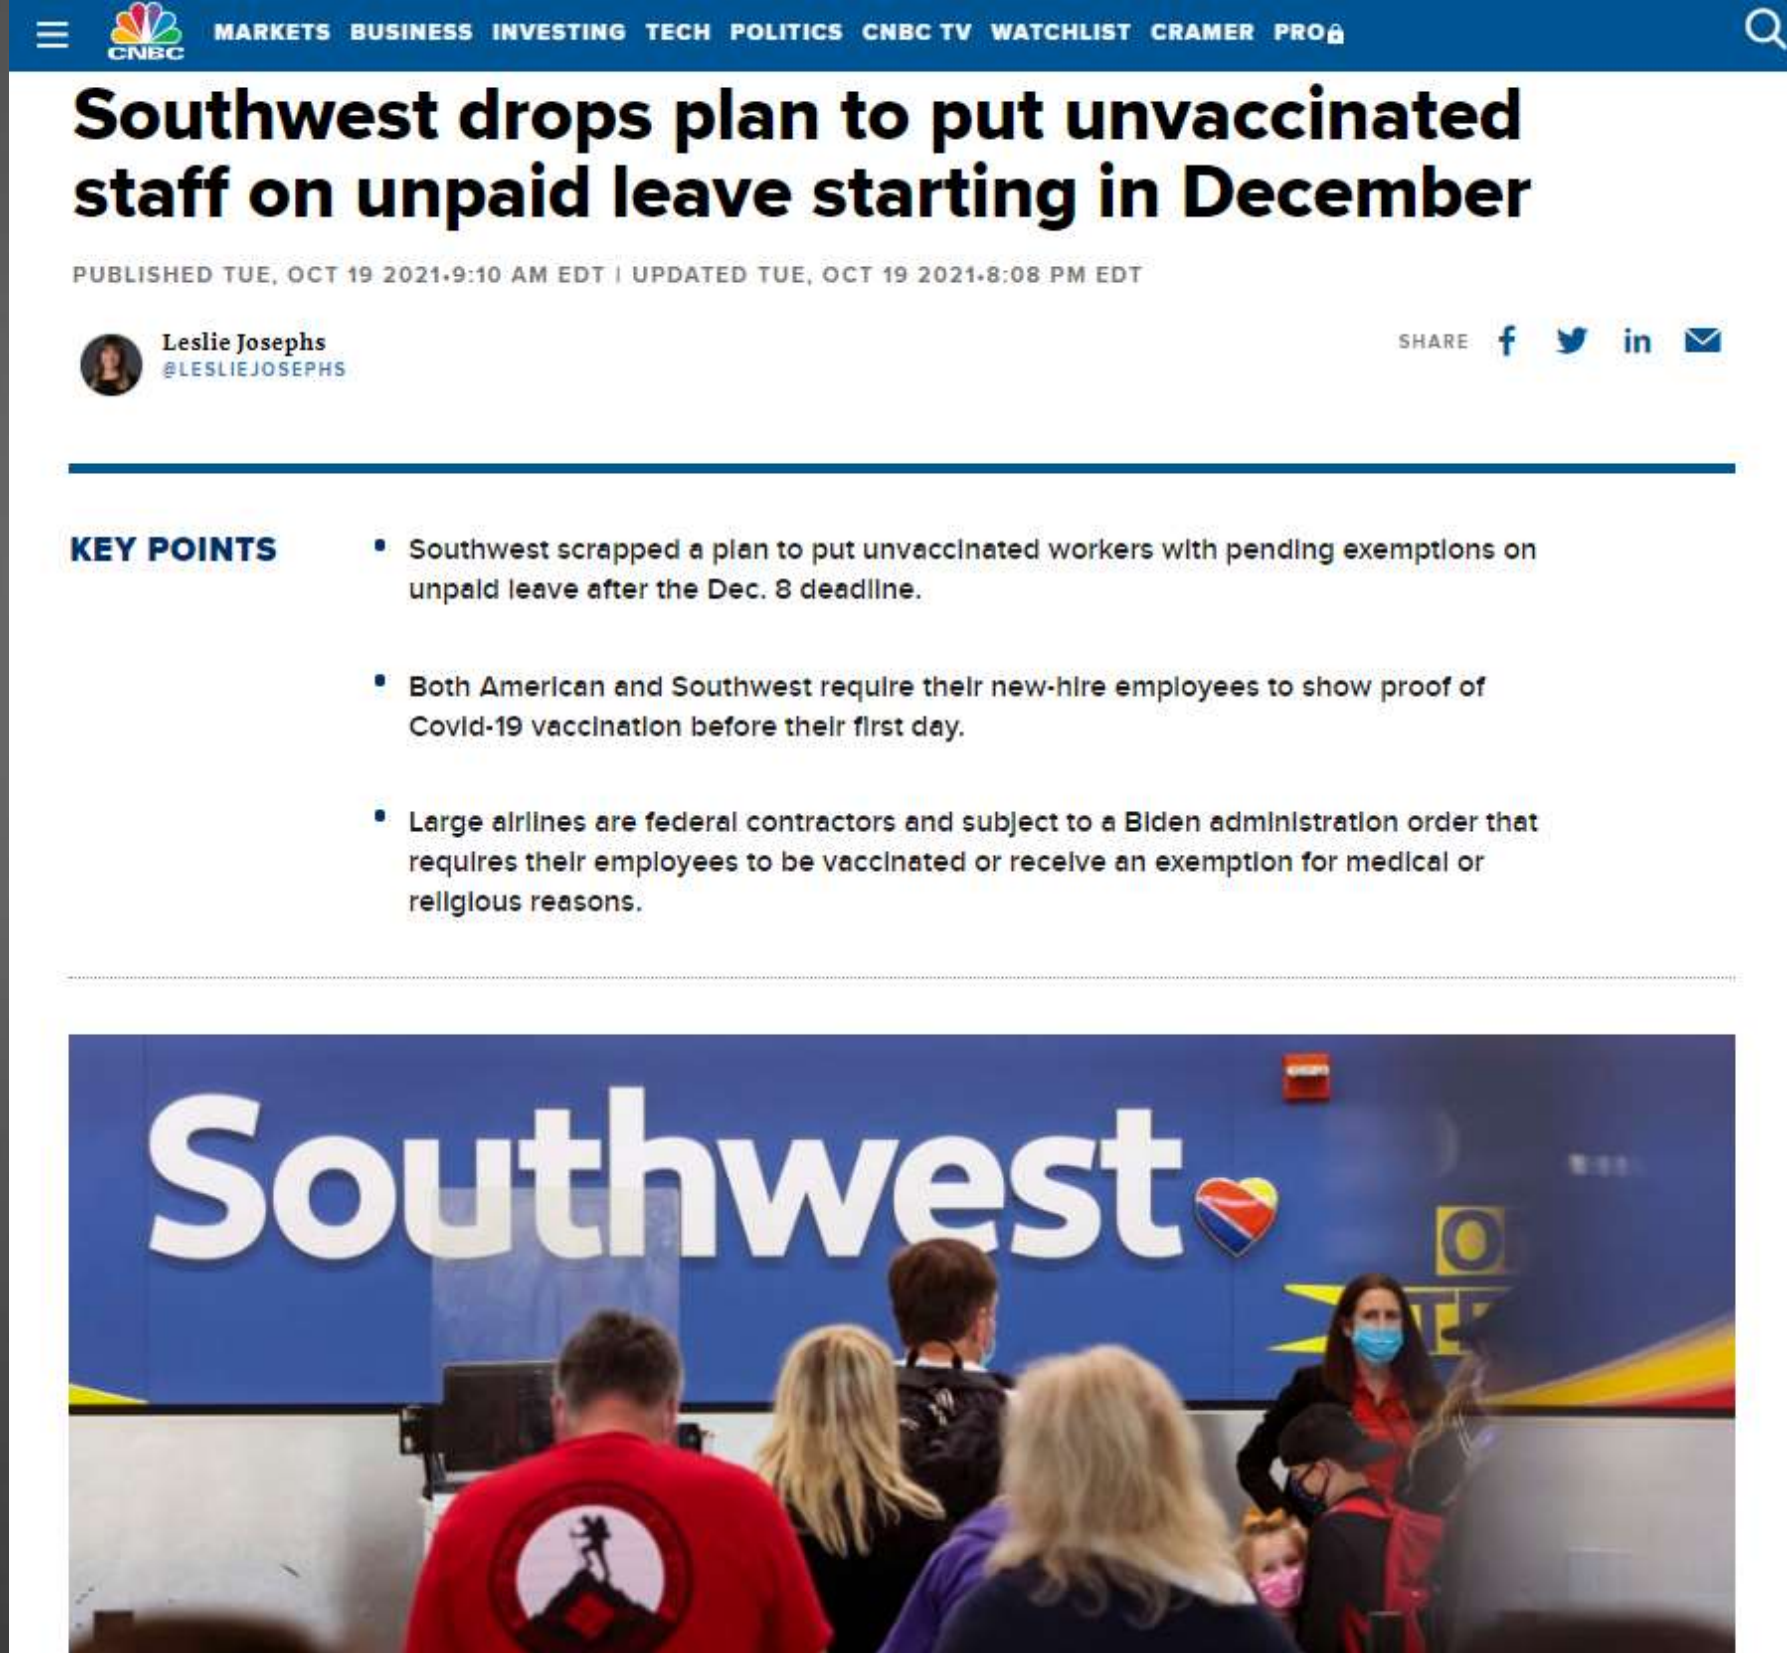 CNBC
MARKETS BUSINESS INVESTING TECH POLITICS CNBC TV WATCHLIST CRAMER PRO
Southwest drops plan to put unvaccinated
staff on unpaid leave starting in December
PUBLISHED TUE, OCT 19 2021•9:10 AM EDT | UPDATED TUE, OCT 19 2021•8:08 PM EDT
Leslie Josephs
@LESLIEJOSEPHS
SHARE
KEY POINTS
Southwest scrapped a plan to put unvaccinated workers with pending exemptions on
unpaid leave after the Dec. 8 deadline.
Both American and Southwest require their new-hire employees to show proof of
Covid-19 vaccination before their first day.
Large airlines are federal contractors and subject to a Biden administration order that
requires their employees to be vaccinated or receive an exemption for medical or
religious reasons.
Southwest